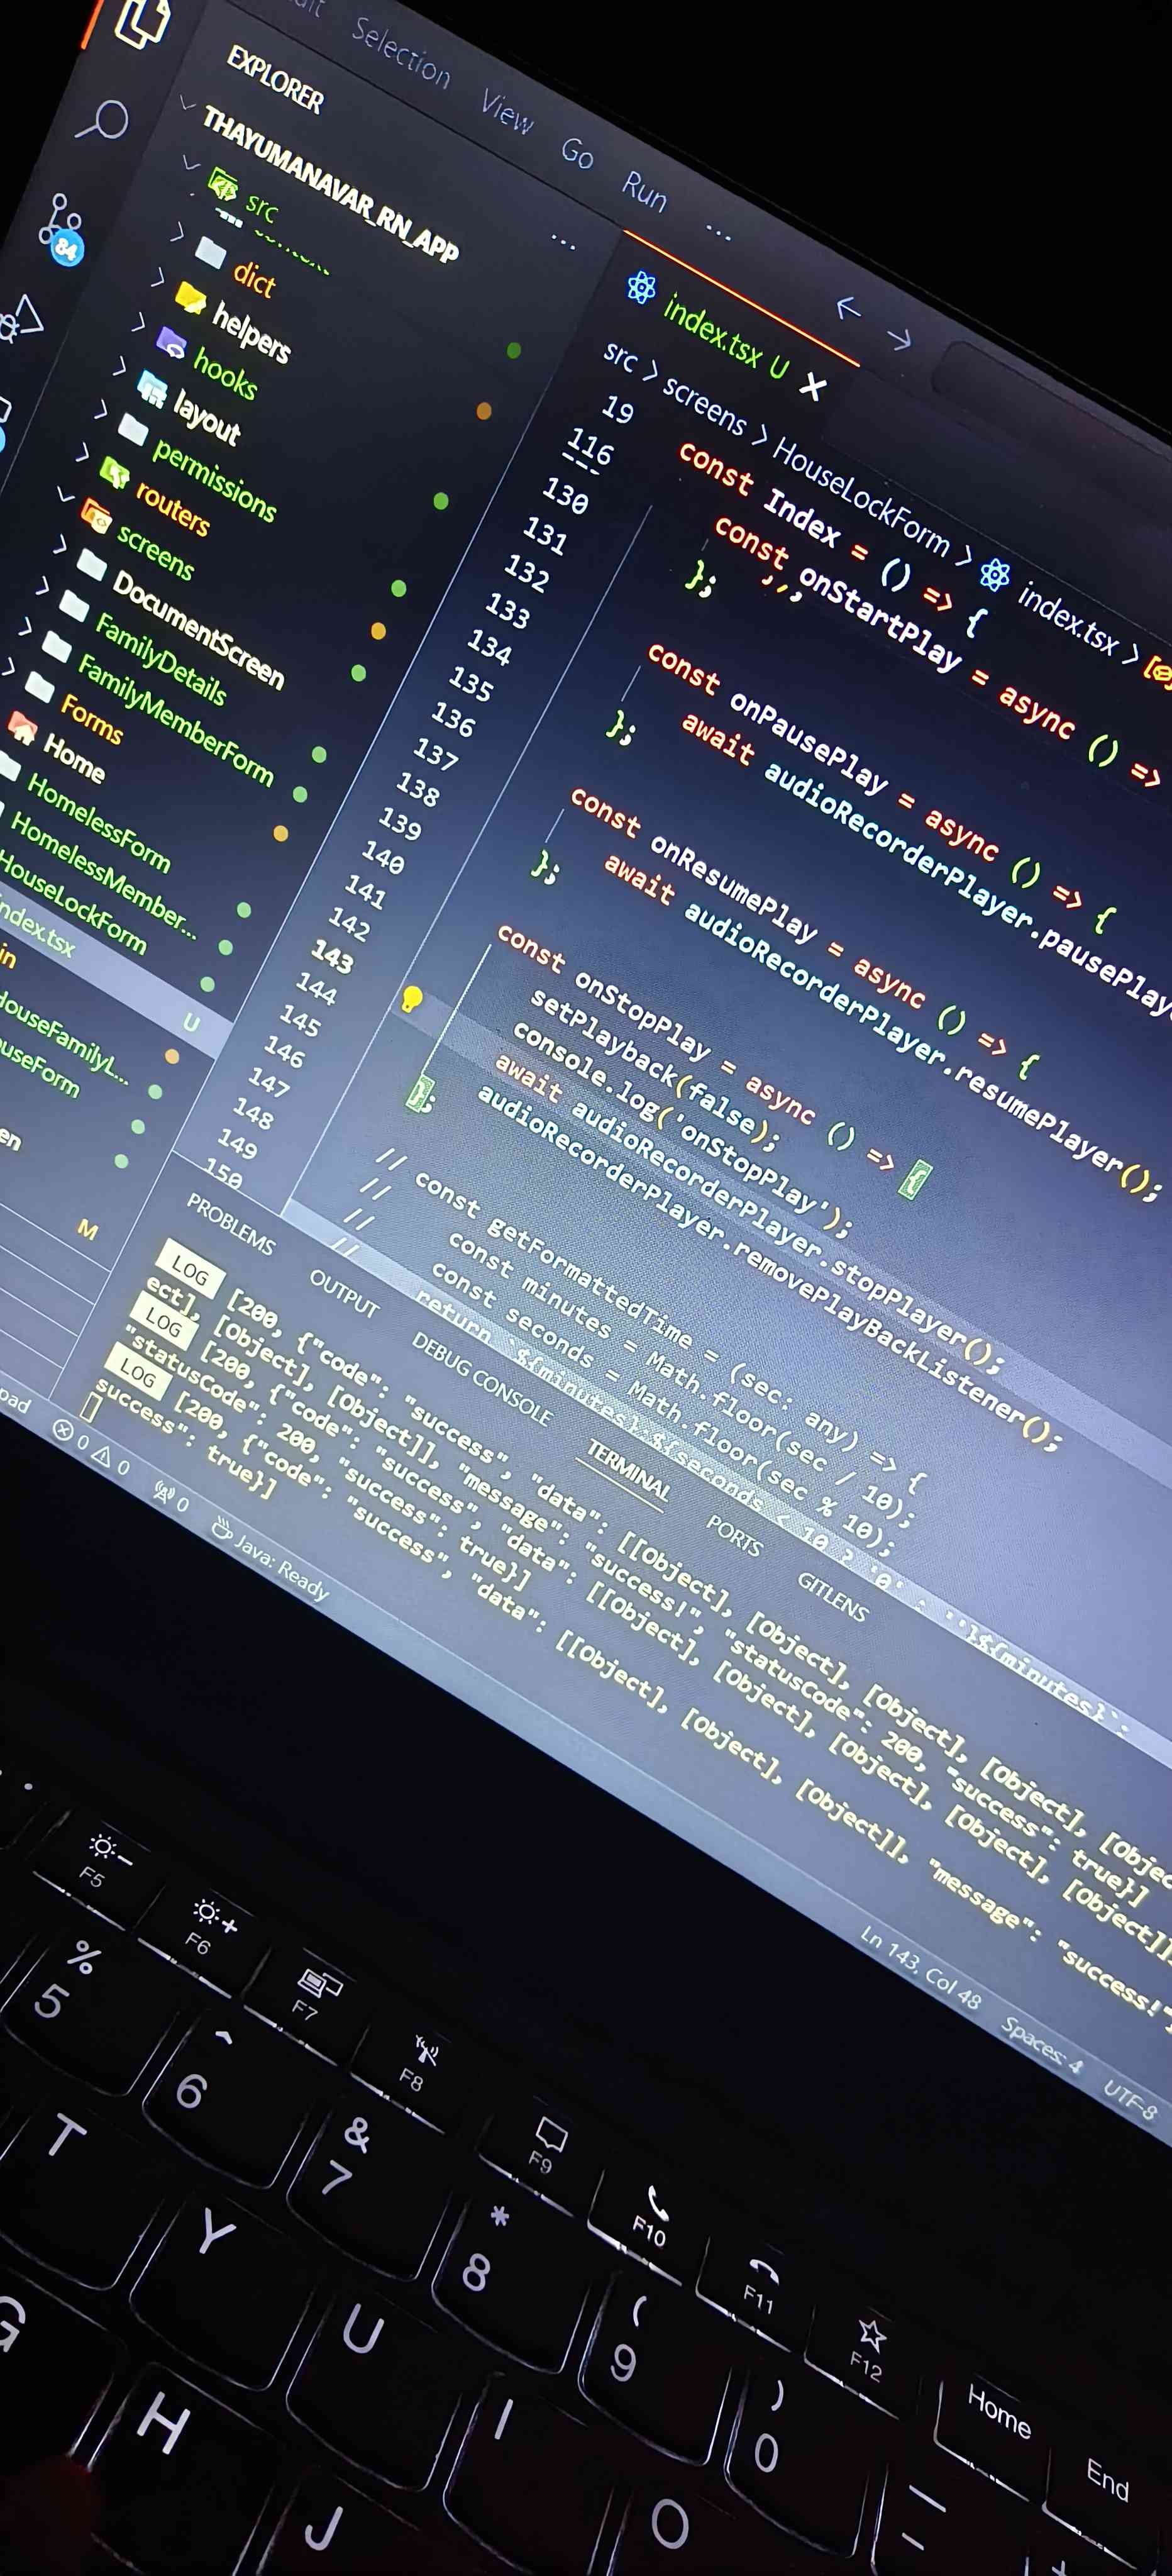 Selection View Go Run ...
EXPLORER
...
THAYUMANAVAR_RN_APP
src
dict
helpers
hooks
layout
permissions
routers
screens
DocumentScreen
FamilyDetails
FamilyMemberForm
Forms
Home
HomelessForm
HomelessMember...
HouseLockForm
index.tsx U
HouseFamilyL...
M
84
index.tsx U
src > screens > HouseLockForm > index.tsx >
19 const Index = () => {
116 const onStartPlay = async () =>
130 };
131
132 const onPausePlay = async () => {
133 await audioRecorderPlayer.pausePlaye
134 };
135
136 const onResumePlay = async () => {
137 await audioRecorderPlayer.resumePlayer();
138 };
139
140 const onStopPlay = async () => {
141 setPlayback(false);
142 console.log('onStopPlay');
143 await audioRecorderPlayer.stopPlayer();
144 audioRecorderPlayer.removePlayBackListener();
145 };
146
147 // const getFormattedTime = (sec: any) => {
148 // const minutes = Math.floor(sec / 10);
149 // const seconds = Math.floor(sec % 10);
150 // return `${minutes}:${seconds < 10 ? '0' : ''}${minutes}`;
PROBLEMS OUTPUT DEBUG CONSOLE TERMINAL PORTS GITLENS
LOG [200, {"code": "success", "data": [[Object], [Object], [Object], [Object], [Objec
ect], [Object], [Object]], "message": "success!", "statusCode": 200, "success": true}]
LOG [200, {"code": "success", "data": [[Object], [Object], [Object], [Object], [Object]]
"statusCode": 200, "success": true}]
LOG [200, {"code": "success", "data": [[Object], [Object], [Object]], "message": "success!",
success": true}]
0 0 0 Java: Ready Ln 143, Col 48 Spaces: 4 UTF-8
F5 F6 F7 F8 F9 F10 F11 F12 Home End
% 5 ^ 6 & 7 * 8 ( 9 ) 0
T Y U I O
G H J